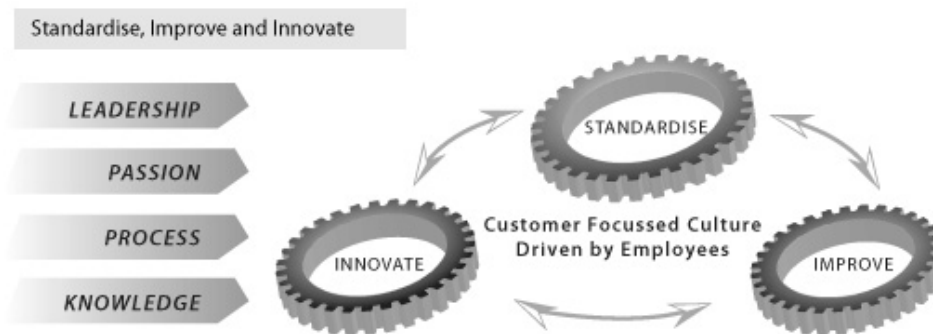 Standardise, Improve and Innovate
LEADERSHIP
PASSION
PROCESS
KNOWLEDGE
STANDARDISE
Customer Focussed Culture
Driven by Employees
INNOVATE
IMPROVE